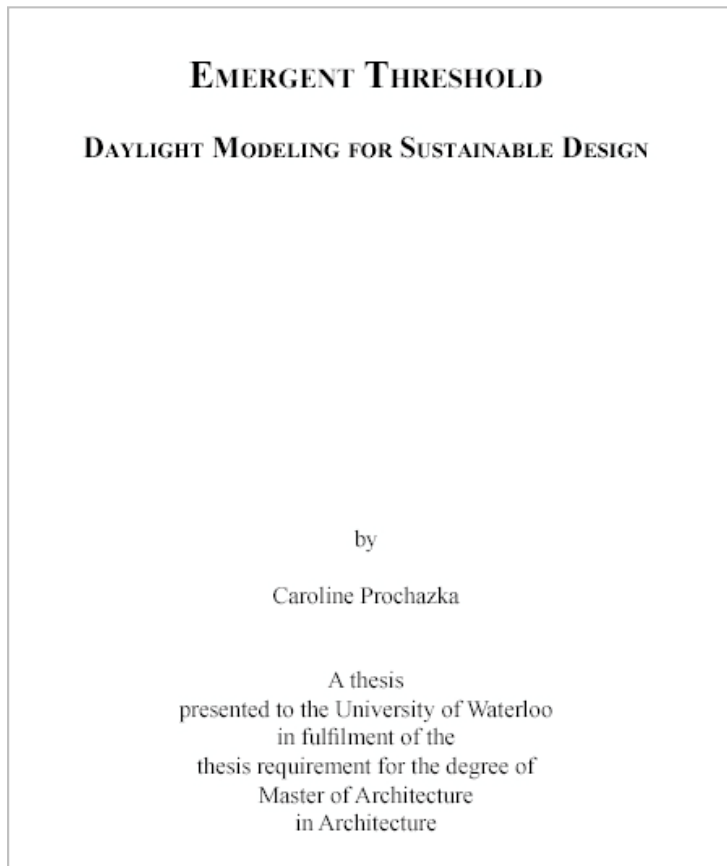 Emergent Threshold
Daylight Modeling for Sustainable Design
by
Caroline Prochazka
A thesis
presented to the University of Waterloo
in fulfilment of the
thesis requirement for the degree of
Master of Architecture
in Architecture